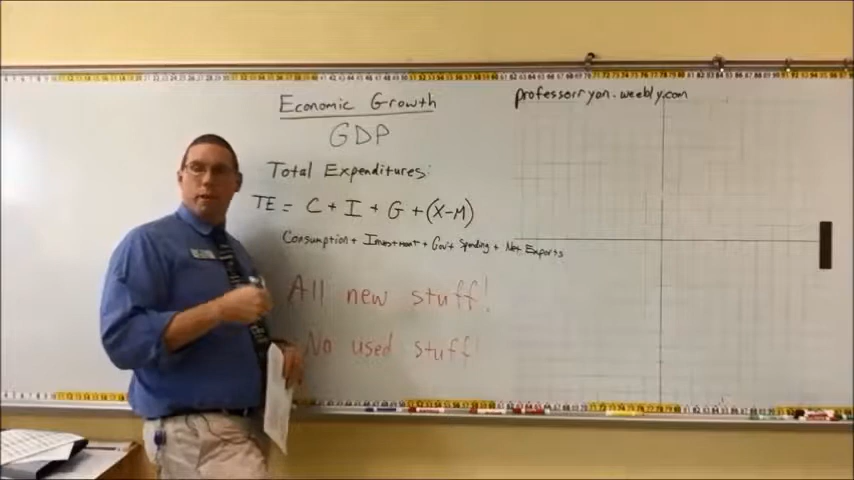 Economic Growth
GDP
Total Expenditures:
TE = C + I + G + (X-M)
Consumption + Investment + Gov't Spending + Net Exports
All new stuff!
No used stuff!
professorryan.weebly.com